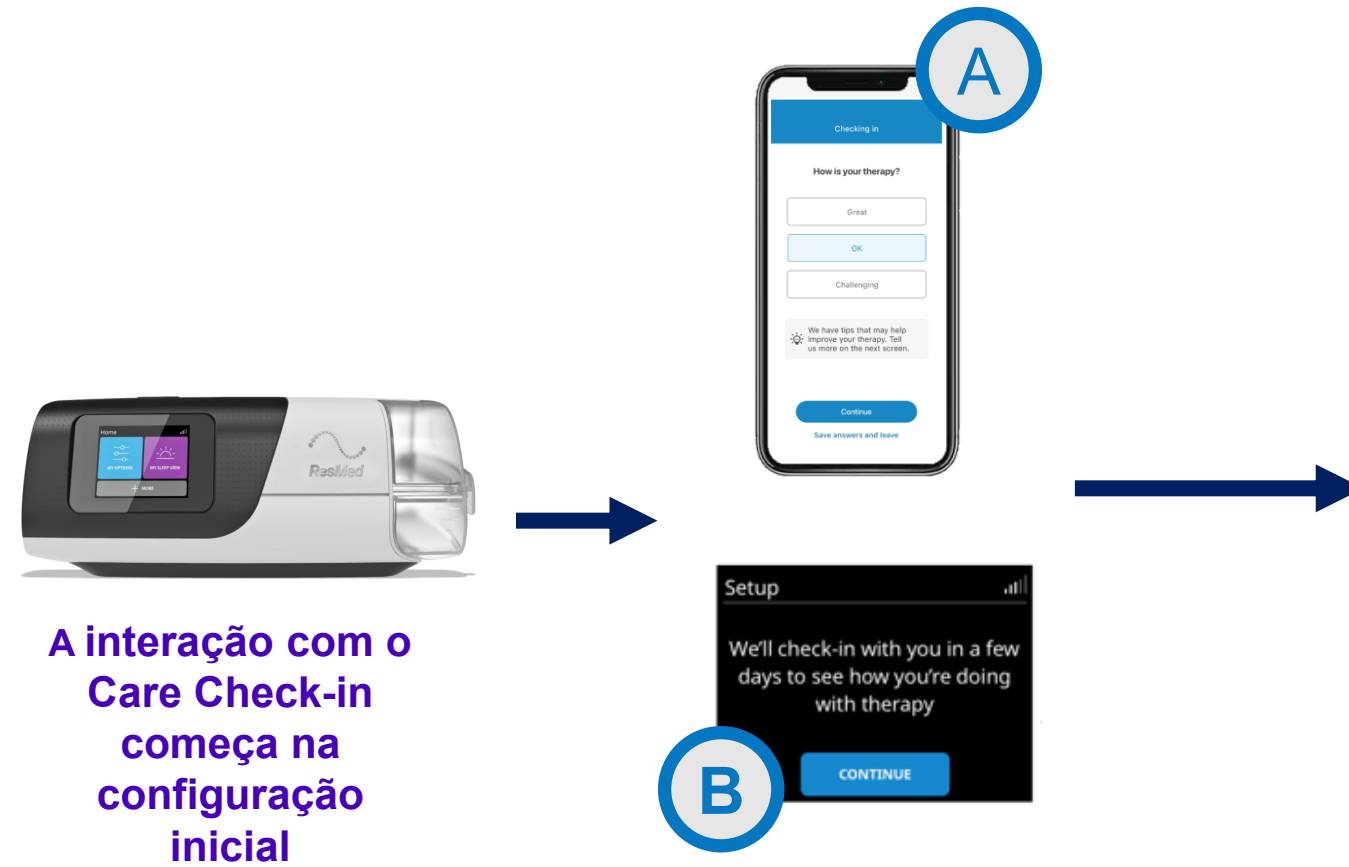 Home
MY OPTIONS
MY SLEEP VIEW
MORE
ResMed
A interação com o
Care Check-in
começa na
configuração
inicial
A
Checking in
How is your therapy?
Great
OK
Challenging
We have tips that may help
improve your therapy. Tell
us more on the next screen.
Continue
Save answers and leave
Setup
We’ll check-in with you in a few
days to see how you’re doing
with therapy
CONTINUE
B